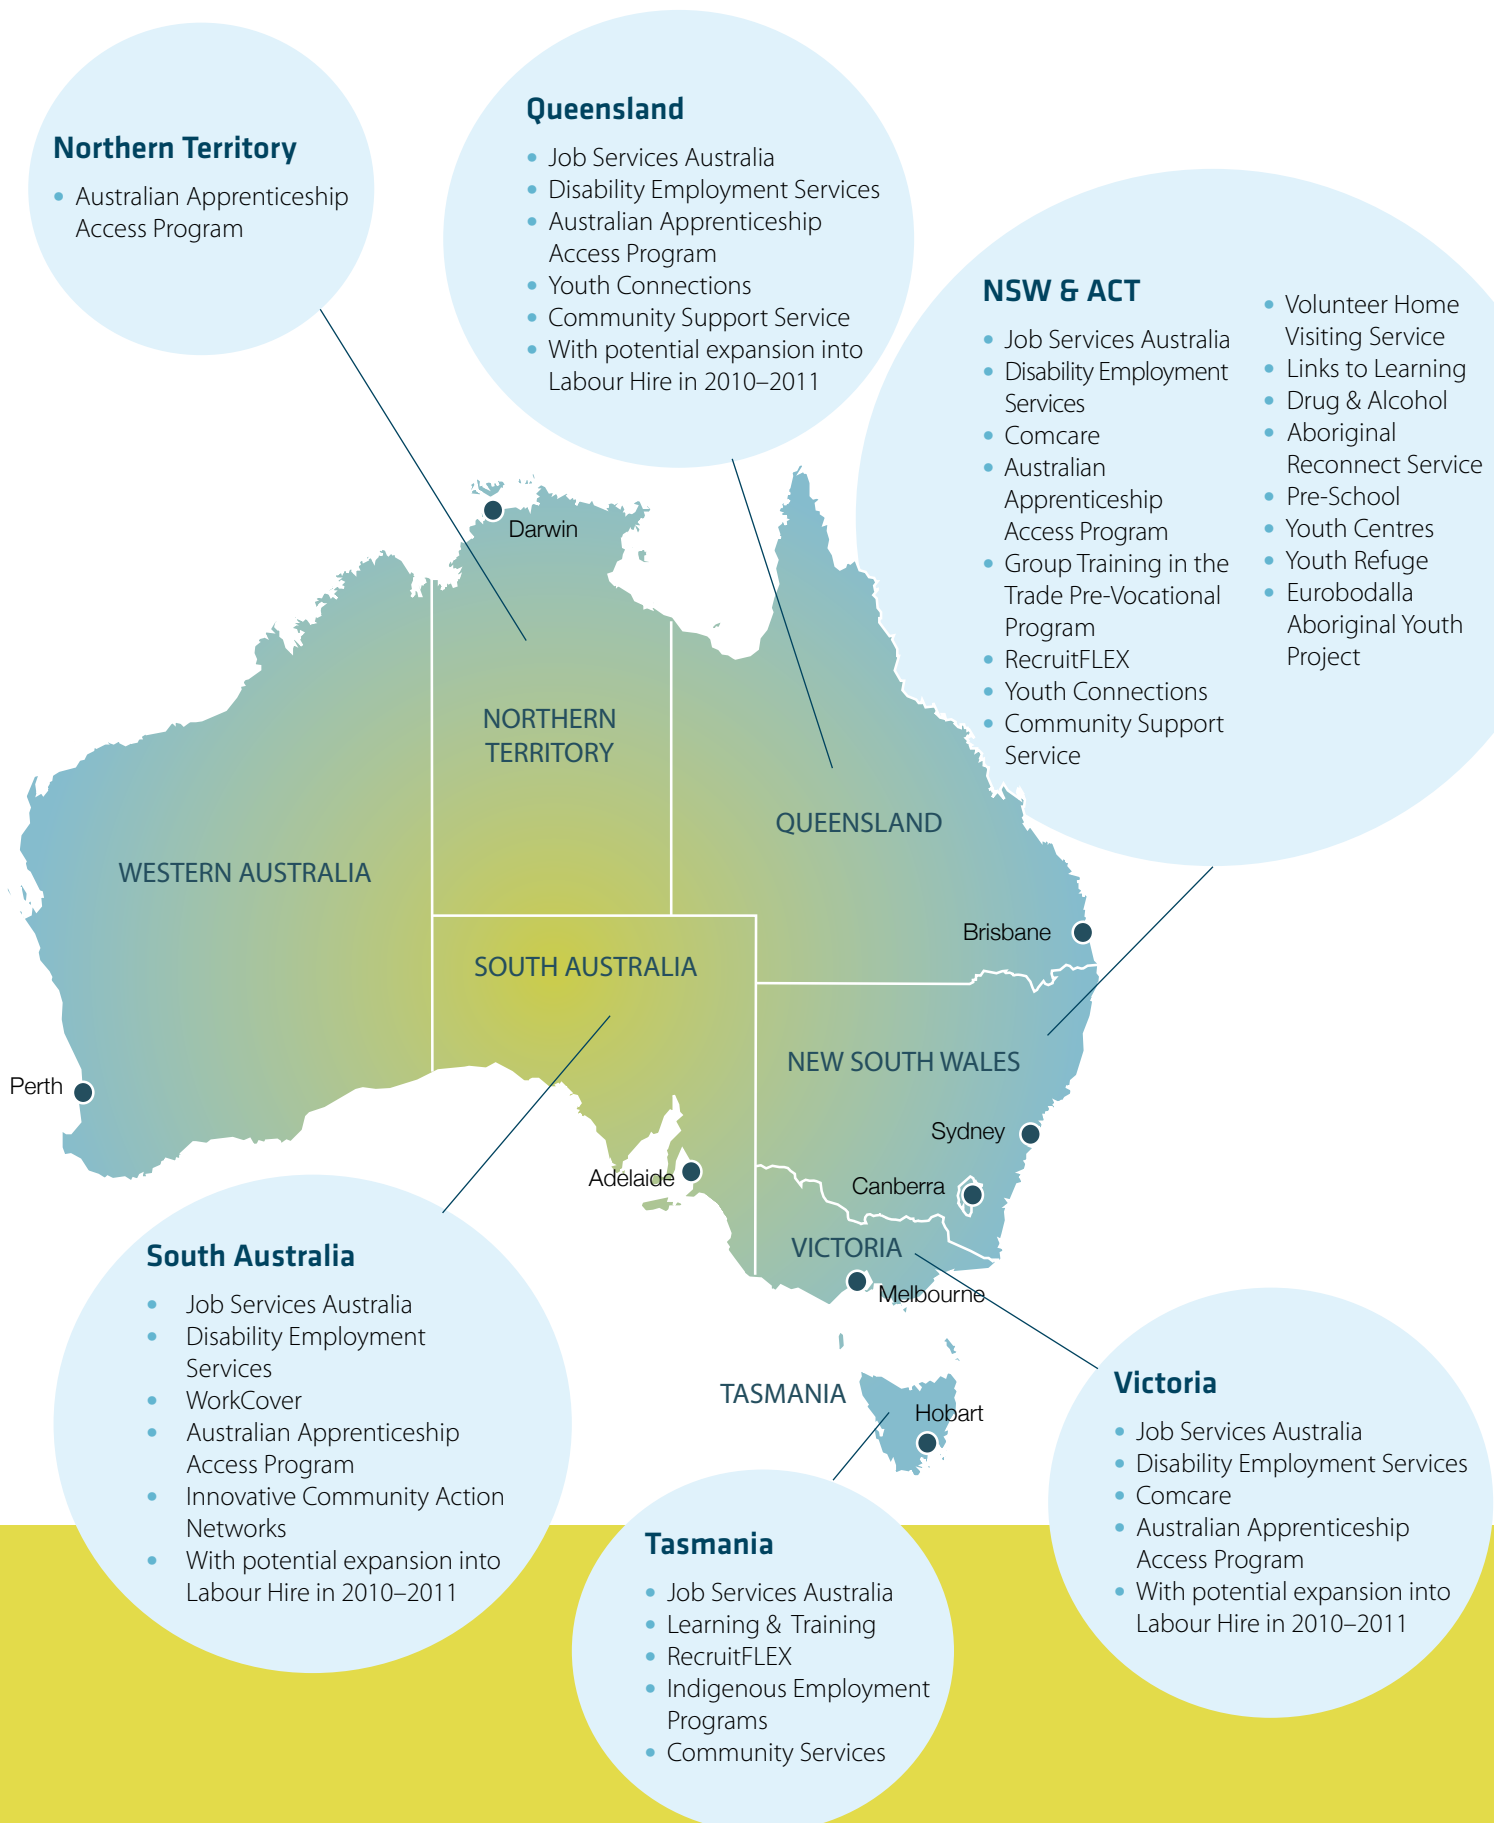 Northern Territory
• Australian Apprenticeship
Access Program
Queensland
• Job Services Australia
• Disability Employment Services
• Australian Apprenticeship
Access Program
• Youth Connections
• Community Support Service
• With potential expansion into
Labour Hire in 2010–2011
NSW & ACT
• Job Services Australia
• Disability Employment
Services
• Comcare
• Australian
Apprenticeship
Access Program
• Group Training in the
Trade Pre-Vocational
Program
• RecruitFLEX
• Youth Connections
• Community Support
Service
• Volunteer Home
Visiting Service
• Links to Learning
• Drug & Alcohol
• Aboriginal
Reconnect Service
• Pre-School
• Youth Centres
• Youth Refuge
• Eurobodalla
Aboriginal Youth
Project
Darwin
NORTHERN
TERRITORY
QUEENSLAND
WESTERN AUSTRALIA
Brisbane
SOUTH AUSTRALIA
NEW SOUTH WALES
Perth
Sydney
Adelaide
Canberra
VICTORIA
Melbourne
TASMANIA
Hobart
South Australia
• Job Services Australia
• Disability Employment
Services
• WorkCover
• Australian Apprenticeship
Access Program
• Innovative Community Action
Networks
• With potential expansion into
Labour Hire in 2010–2011
Tasmania
• Job Services Australia
• Learning & Training
• RecruitFLEX
• Indigenous Employment
Programs
• Community Services
Victoria
• Job Services Australia
• Disability Employment Services
• Comcare
• Australian Apprenticeship
Access Program
• With potential expansion into
Labour Hire in 2010–2011